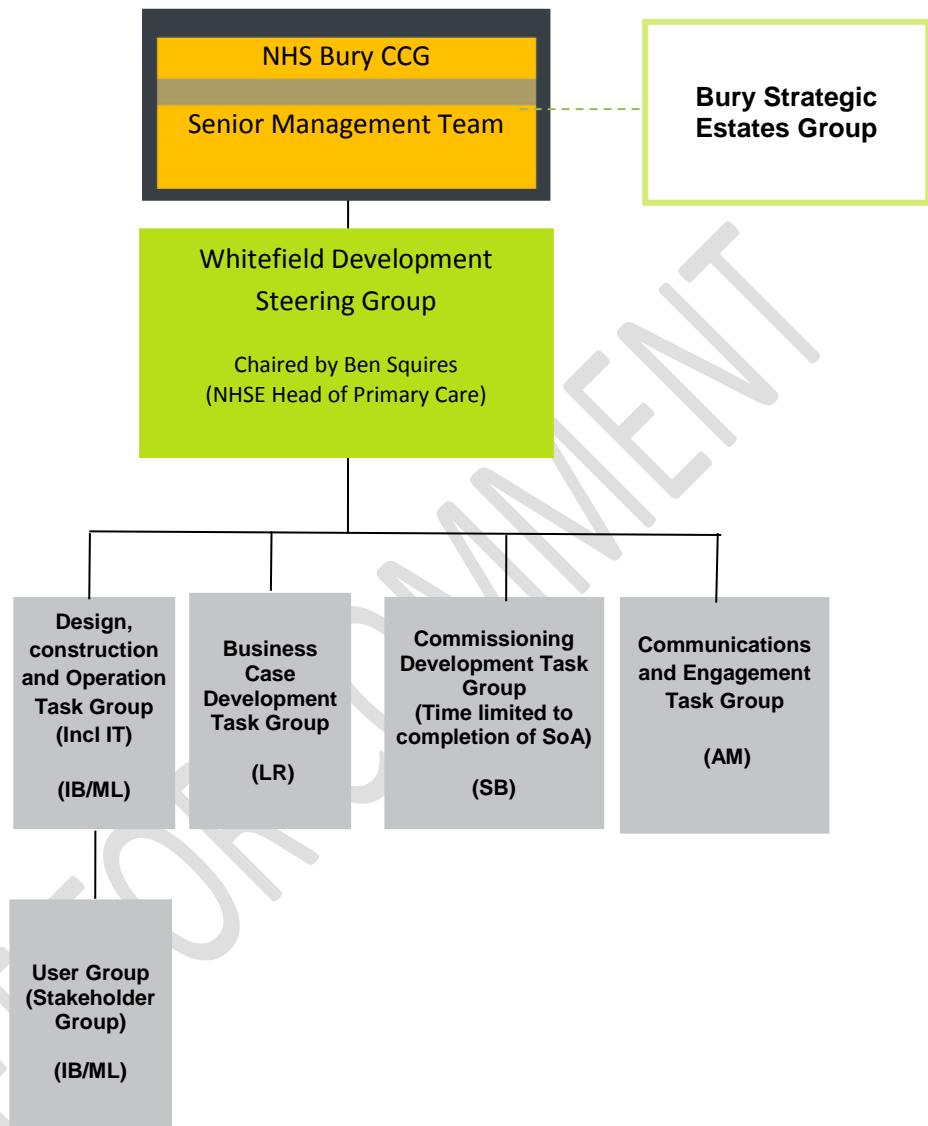 NHS Bury CCG
Senior Management Team
Bury Strategic
Estates Group
Whitefield Development
Steering Group
Chaired by Ben Squires
(NHSE Head of Primary Care)
Design,
construction
and Operation
Task Group
(Incl IT)
(IB/ML)
Business
Case
Development
Task Group
(LR)
Commissioning
Development Task
Group
(Time limited to
completion of SoA)
(SB)
Communications
and Engagement
Task Group
(AM)
User Group
(Stakeholder
Group)
(IB/ML)
FOR COMMENT